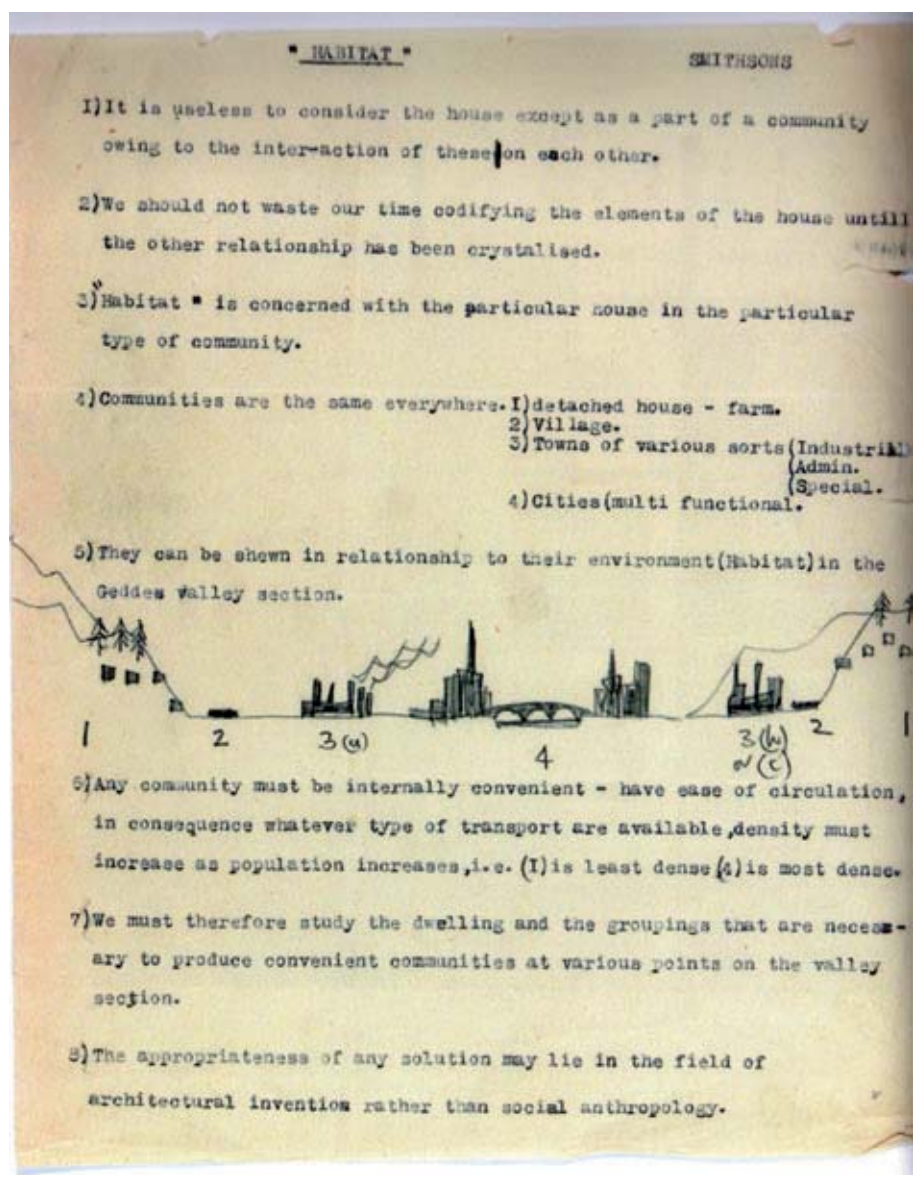 " HABITAT "
SMITHSONS
I)It is useless to consider the house except as a part of a community
owing to the inter-action of these on each other.
2)We should not waste our time codifying the elements of the house untill
the other relationship has been crystalised.
3)"Habitat " is concerned with the particular house in the particular
type of community.
4)Communities are the same everywhere. I)detached house - farm.
2)Village.
3)Towns of various sorts(Industrial
(Admin.
(Special.
4)Cities(multi functional.
5)They can be shewn in relationship to their environment(Habitat)in the
Geddes Valley section.
1
2
3 (a)
4
3 (b)
or (c)
2
1
6)Any community must be internally convenient - have ease of circulation,
in consequence whatever type of transport are available,density must
increase as population increases,i.e.(I)is least dense(4)is most dense.
7)We must therefore study the dwelling and the groupings that are necess-
ary to produce convenient communities at various points on the valley
section.
8)The appropriateness of any solution may lie in the field of
architectural invention rather than social anthropology.